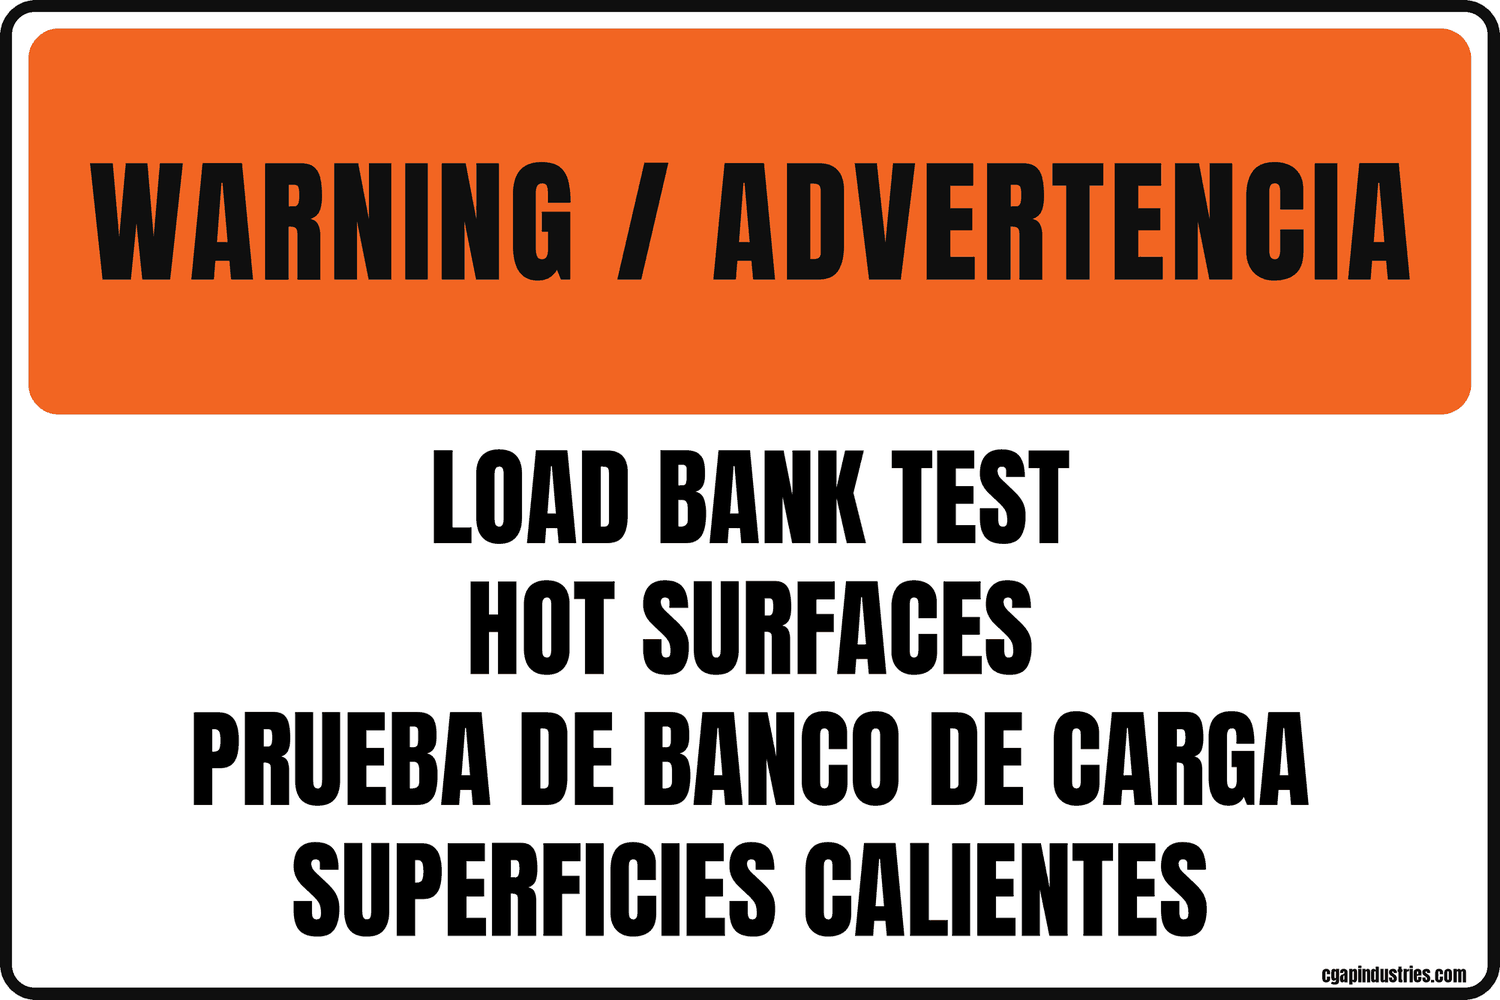 WARNING / ADVERTENCIA
LOAD BANK TEST
HOT SURFACES
PRUEBA DE BANCO DE CARGA
SUPERFICIES CALIENTES
cgapindustries.com